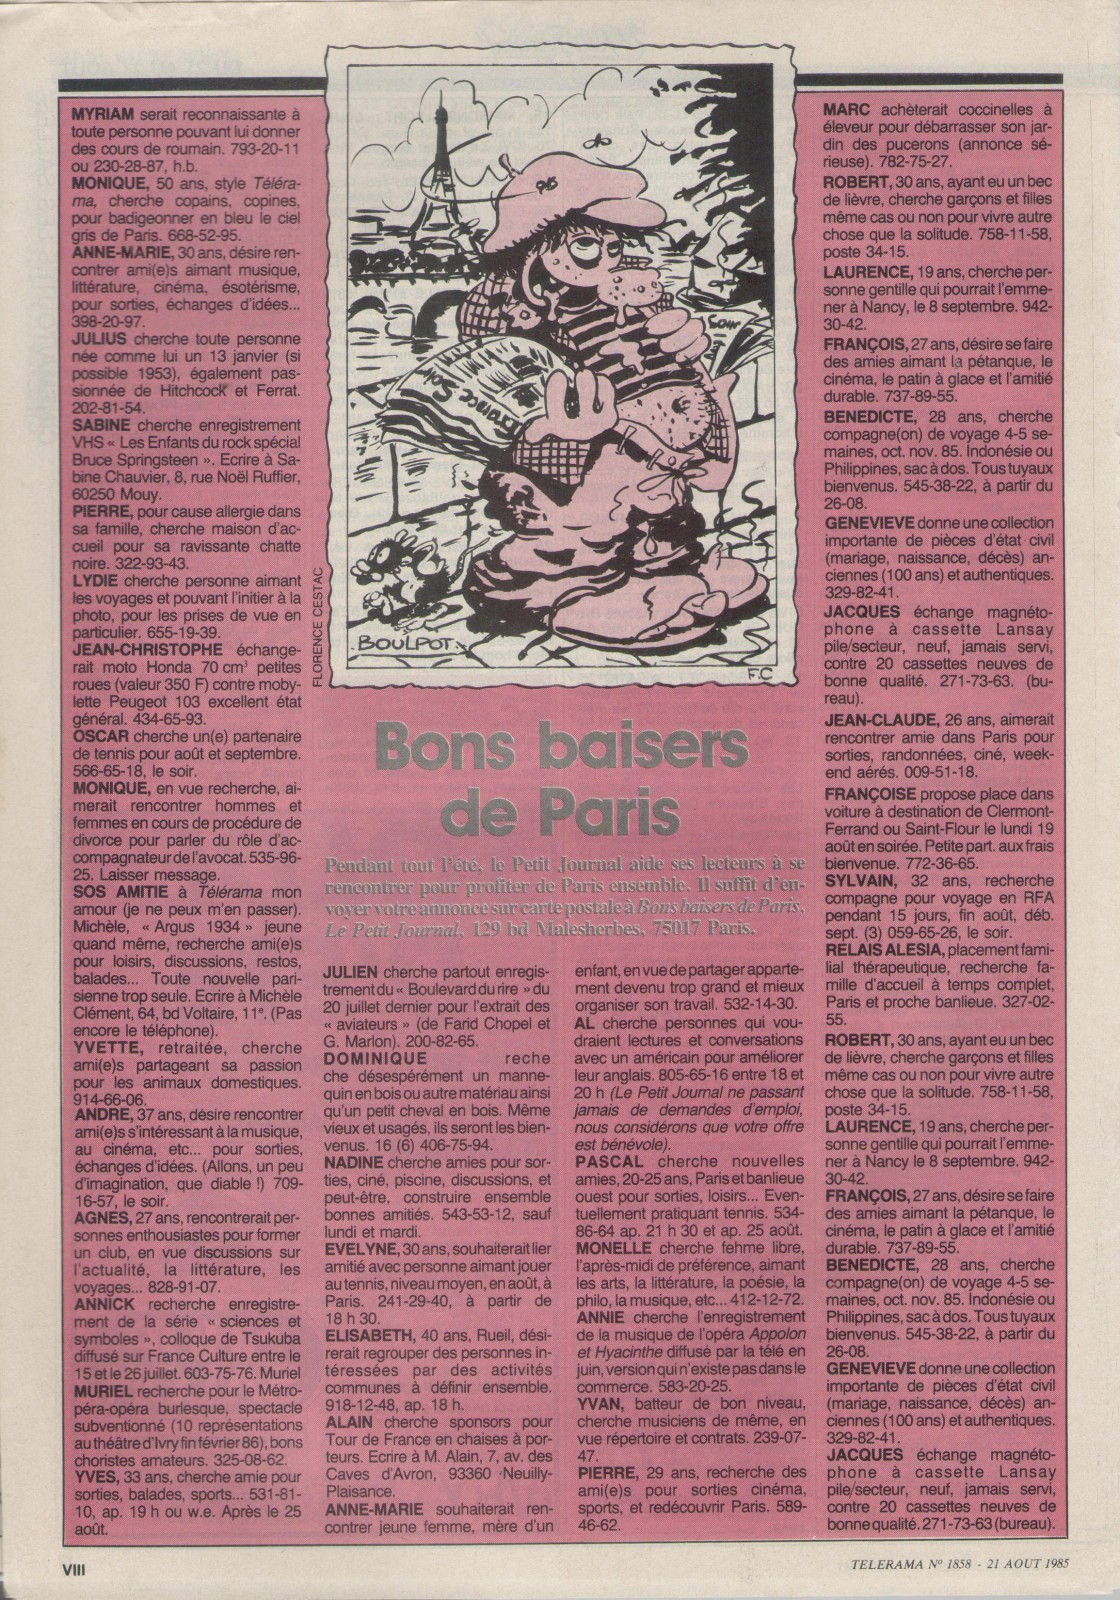 MYRIAM serait reconnaissante à
toute personne pouvant lui donner
des cours de roumain. 793-20-11
ou 230-28-87, h.b.
MONIQUE, 50 ans, style Téléra-
ma, cherche copains, copines,
pour badigeonner en bleu le ciel
gris de Paris. 668-52-95.
ANNE-MARIE, 30 ans, désire ren-
contrer ami(e)s aimant musique,
littérature, cinéma, ésotérisme,
pour sorties, échanges d'idées...
398-20-97.
JULIUS cherche toute personne
née comme lui un 13 janvier (si
possible 1953), également pas-
sionnée de Hitchcock et Ferrat.
202-81-54.
SABINE cherche enregistrement
VHS « Les Enfants du rock spécial
Bruce Springsteen ». Ecrire à Sa-
bine Chauvier, 8, rue Noël Ruffier,
60250 Mouy.
PIERRE, pour cause allergie dans
sa famille, cherche maison d'ac-
cueil pour sa ravissante chatte
noire. 322-93-43.
LYDIE cherche personne aimant
les voyages et pouvant l'initier à la
photo, pour les prises de vue en
particulier. 655-19-39.
JEAN-CHRISTOPHE échange-
rait moto Honda 70 cm³ petites
roues (valeur 350 F) contre moby-
lette Peugeot 103 excellent état
général. 434-65-93.
OSCAR cherche un(e) partenaire
de tennis pour août et septembre.
566-65-18, le soir.
MONIQUE, en vue recherche, ai-
merait rencontrer hommes et
femmes en cours de procédure de
divorce pour parler du rôle d'ac-
compagnateur de l'avocat. 535-96-
25. Laisser message.
SOS AMITIE à Télérama mon
amour (je ne peux m'en passer).
Michèle, « Argus 1934 » jeune
quand même, recherche ami(e)s
pour loisirs, discussions, restos,
balades... Toute nouvelle pari-
sienne trop seule. Ecrire à Michèle
Clément, 64, bd Voltaire, 11e. (Pas
encore le téléphone).
YVETTE, retraitée, cherche
ami(e)s partageant sa passion
pour les animaux domestiques.
914-66-06.
ANDRE, 37 ans, désire rencontrer
ami(e)s s'intéressant à la musique,
au cinéma, etc... pour sorties,
échanges d'idées. (Allons, un peu
d'imagination, que diable !) 709-
16-57, le soir.
AGNES, 27 ans, rencontrerait per-
sonnes enthousiastes pour former
un club, en vue discussions sur
l'actualité, la littérature, les
voyages... 828-91-07.
ANNICK recherche enregistre-
ment de la série « sciences et
symboles », colloque de Tsukuba
diffusé sur France Culture entre le
15 et le 26 juillet. 603-75-76. Muriel
MURIEL recherche pour le Métro-
péra-opéra burlesque, spectacle
subventionné (10 représentations
au théâtre d'Ivry fin février 86), bons
choristes amateurs. 325-08-62.
YVES, 33 ans, cherche amie pour
sorties, balades, sports... 531-81-
10, ap. 19 h ou w.e. Après le 25
août.
France Soir
Soir
BOULPOT
F.C
FLORENCE CESTAC
Bons baisers
de Paris
Pendant tout l'été, le Petit Journal aide ses lecteurs à se
rencontrer pour profiter de Paris ensemble. Il suffit d'en-
voyer votre annonce sur carte postale à Bons baisers de Paris,
Le Petit Journal, 129 bd Malesherbes, 75017 Paris.
JULIEN cherche partout enregis-
trement du « Boulevard du rire » du
20 juillet dernier pour l'extrait des
« aviateurs » (de Farid Chopel et
G. Marlon). 200-82-65.
DOMINIQUE reche
che désespérément un manne-
quin en bois ou autre matériau ainsi
qu'un petit cheval en bois. Même
vieux et usagés, ils seront les bien-
venus. 16 (6) 406-75-94.
NADINE cherche amies pour sor-
ties, ciné, piscine, discussions, et
peut-être, construire ensemble
bonnes amitiés. 543-53-12, sauf
lundi et mardi.
EVELYNE, 30 ans, souhaiterait lier
amitié avec personne aimant jouer
au tennis, niveau moyen, en août, à
Paris. 241-29-40, à partir de
18 h 30.
ELISABETH, 40 ans, Rueil, dési-
rerait regrouper des personnes in-
téressées par des activités
communes à définir ensemble.
918-12-48, ap. 18 h.
ALAIN cherche sponsors pour
Tour de France en chaises à por-
teurs. Ecrire à M. Alain, 7, av. des
Caves d'Avron, 93360 Neuilly-
Plaisance.
ANNE-MARIE souhaiterait ren-
contrer jeune femme, mère d'un
enfant, en vue de partager apparte-
ment devenu trop grand et mieux
organiser son travail. 532-14-30.
AL cherche personnes qui vou-
draient lectures et conversations
avec un américain pour améliorer
leur anglais. 805-65-16 entre 18 et
20 h (Le Petit Journal ne passant
jamais de demandes d'emploi,
nous considérons que votre offre
est bénévole).
PASCAL cherche nouvelles
amies, 20-25 ans, Paris et banlieue
ouest pour sorties, loisirs... Even-
tuellement pratiquant tennis. 534-
86-64 ap. 21 h 30 et ap. 25 août.
MONELLE cherche fehme libre,
l'après-midi de préférence, aimant
les arts, la littérature, la poésie, la
philo, la musique, etc... 412-12-72.
ANNIE cherche l'enregistrement
de la musique de l'opéra Appolon
et Hyacinthe diffusé par la télé en
juin, version qui n'existe pas dans le
commerce. 583-20-25.
YVAN, batteur de bon niveau,
cherche musiciens de même, en
vue répertoire et contrats. 239-07-
47.
PIERRE, 29 ans, recherche des
ami(e)s pour sorties cinéma,
sports, et redécouvrir Paris. 589-
46-62.
MARC achèterait coccinelles à
éleveur pour débarrasser son jar-
din des pucerons (annonce sé-
rieuse). 782-75-27.
ROBERT, 30 ans, ayant eu un bec
de lièvre, cherche garçons et filles
même cas ou non pour vivre autre
chose que la solitude. 758-11-58,
poste 34-15.
LAURENCE, 19 ans, cherche per-
sonne gentille qui pourrait l'emme-
ner à Nancy, le 8 septembre. 942-
30-42.
FRANÇOIS, 27 ans, désire se faire
des amies aimant la pétanque, le
cinéma, le patin à glace et l'amitié
durable. 737-89-55.
BENEDICTE, 28 ans, cherche
compagne(on) de voyage 4-5 se-
maines, oct. nov. 85. Indonésie ou
Philippines, sac à dos. Tous tuyaux
bienvenus. 545-38-22, à partir du
26-08.
GENEVIEVE donne une collection
importante de pièces d'état civil
(mariage, naissance, décès) an-
ciennes (100 ans) et authentiques.
329-82-41.
JACQUES échange magnéto-
phone à cassette Lansay
pile/secteur, neuf, jamais servi,
contre 20 cassettes neuves de
bonne qualité. 271-73-63. (bu-
reau).
JEAN-CLAUDE, 26 ans, aimerait
rencontrer amie dans Paris pour
sorties, randonnées, ciné, week-
end aérés. 009-51-18.
FRANÇOISE propose place dans
voiture à destination de Clermont-
Ferrand ou Saint-Flour le lundi 19
août en soirée. Petite part. aux frais
bienvenue. 772-36-65.
SYLVAIN, 32 ans, recherche
compagne pour voyage en RFA
pendant 15 jours, fin août, déb.
sept. (3) 059-65-26, le soir.
RELAIS ALESIA, placement fami-
lial thérapeutique, recherche fa-
mille d'accueil à temps complet,
Paris et proche banlieue. 327-02-
55.
ROBERT, 30 ans, ayant eu un bec
de lièvre, cherche garçons et filles
même cas ou non pour vivre autre
chose que la solitude. 758-11-58,
poste 34-15.
LAURENCE, 19 ans, cherche per-
sonne gentille qui pourrait l'emme-
ner à Nancy le 8 septembre. 942-
30-42.
FRANÇOIS, 27 ans, désire se faire
des amies aimant la pétanque, le
cinéma, le patin à glace et l'amitié
durable. 737-89-55.
BENEDICTE, 28 ans, cherche
compagne(on) de voyage 4-5 se-
maines, oct. nov. 85. Indonésie ou
Philippines, sac à dos. Tous tuyaux
bienvenus. 545-38-22, à partir du
26-08.
GENEVIEVE donne une collection
importante de pièces d'état civil
(mariage, naissance, décès) an-
ciennes (100 ans) et authentiques.
329-82-41.
JACQUES échange magnéto-
phone à cassette Lansay
pile/secteur, neuf, jamais servi,
contre 20 cassettes neuves de
bonne qualité. 271-73-63 (bureau).
VIII
TELERAMA Nº 1858 - 21 AOUT 1985